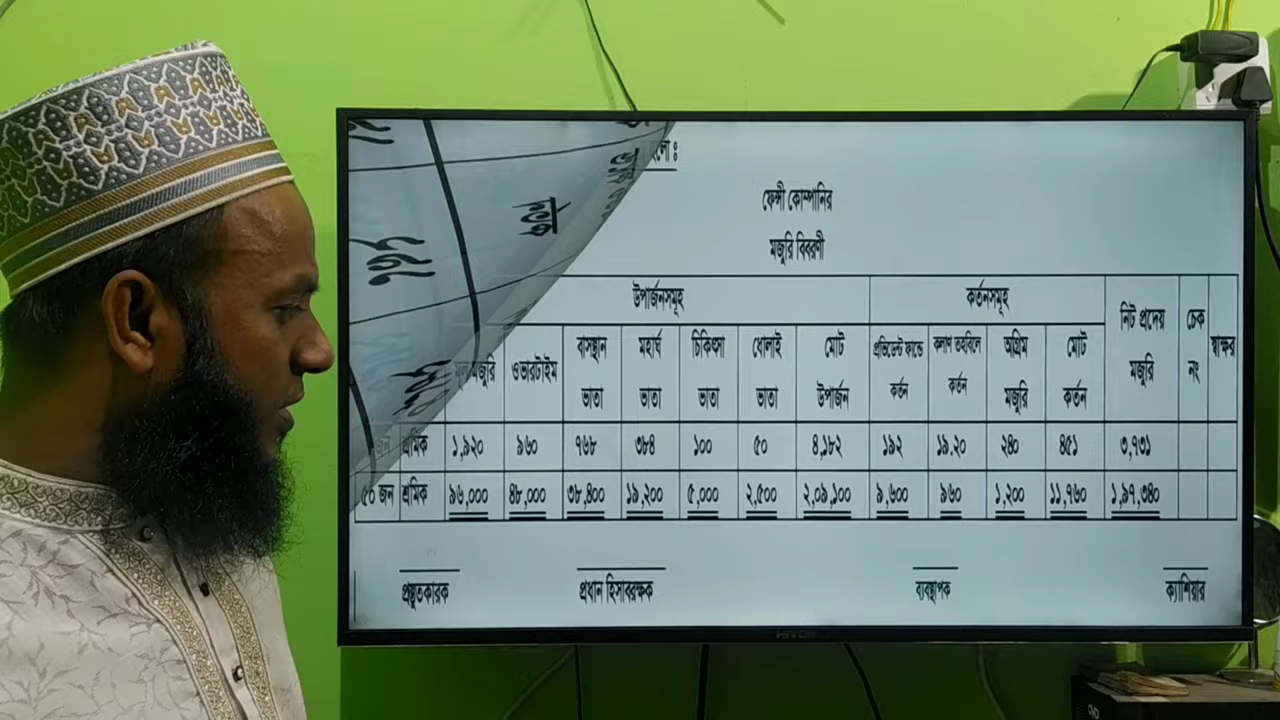 লো ঃ
ফেন্সী কোম্পানির
মজুরি বিবরণী
উপার্জনসমূহ কর্তনসমূহ নিট প্রদেয় মজুরি চেক নং স্বাক্ষর
মজুরি ওভারটাইম বাসস্থান ভাতা মহার্ঘ ভাতা চিকিৎসা ভাতা ধোলাই ভাতা মোট উপার্জন প্রভিডেন্ট ফান্ডে কর্তন কল্যাণ তহবিলে কর্তন অগ্রিম মজুরি মোট কর্তন
জন শ্রমিক ১,৯২০ ৯৬০ ৭৬৮ ৩৮৪ ১০০ ৫০ ৪,১৮২ ১৯২ ১৯.২০ ২৪০ ৪৫১ ৩,৭৩১
৫০ জন শ্রমিক ৯৬,০০০ ৪৮,০০০ ৩৮,৪০০ ১৯,২০০ ৫,০০০ ২,৫০০ ২,০৯,১০০ ৯,৬০০ ৯৬০ ১,২০০ ১১,৭৬০ ১,৯৭,৩৪০
প্রস্তুতকারক প্রধান হিসাবরক্ষক ব্যবস্থাপক ক্যাশিয়ার